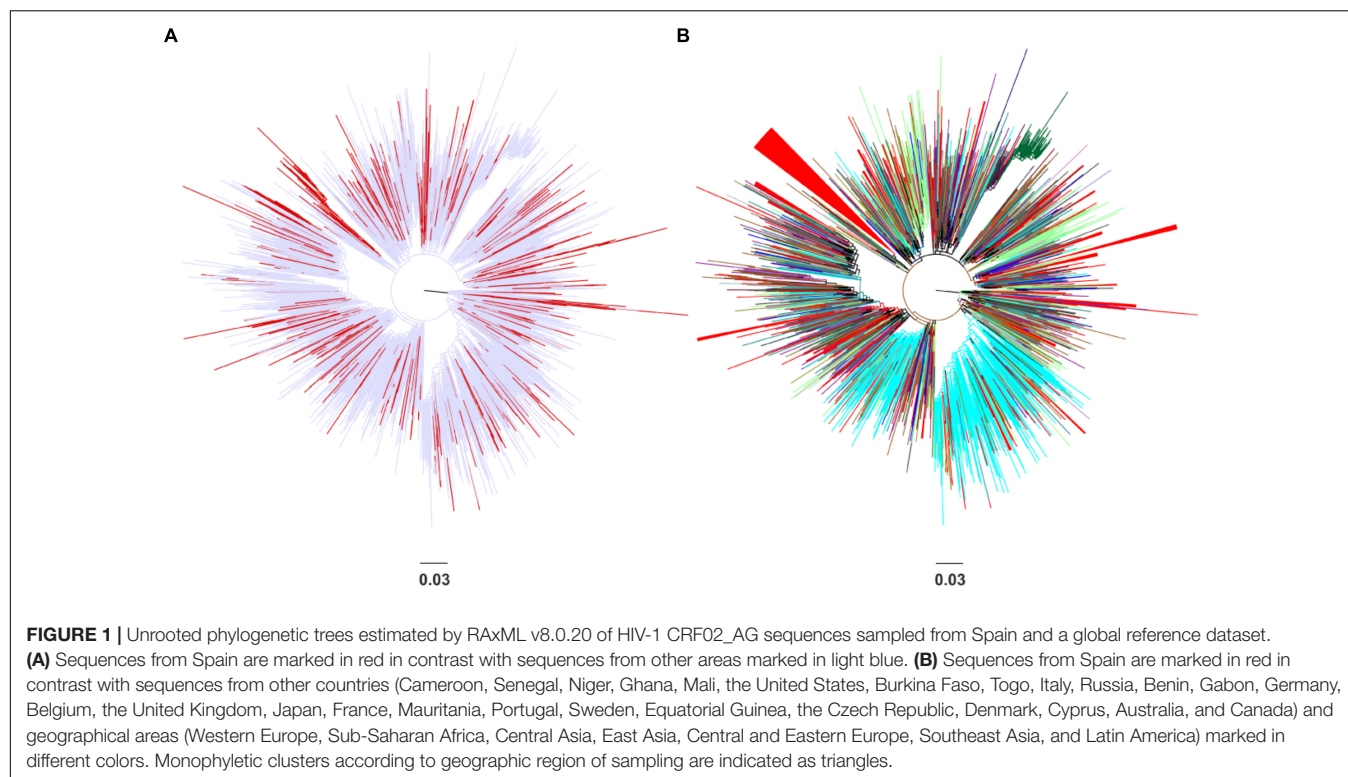 A
B
0.03
0.03
FIGURE 1 | Unrooted phylogenetic trees estimated by RAxML v8.0.20 of HIV-1 CRF02_AG sequences sampled from Spain and a global reference dataset.
(A) Sequences from Spain are marked in red in contrast with sequences from other areas marked in light blue. (B) Sequences from Spain are marked in red in
contrast with sequences from other countries (Cameroon, Senegal, Niger, Ghana, Mali, the United States, Burkina Faso, Togo, Italy, Russia, Benin, Gabon, Germany,
Belgium, the United Kingdom, Japan, France, Mauritania, Portugal, Sweden, Equatorial Guinea, the Czech Republic, Denmark, Cyprus, Australia, and Canada) and
geographical areas (Western Europe, Sub-Saharan Africa, Central Asia, East Asia, Central and Eastern Europe, Southeast Asia, and Latin America) marked in
different colors. Monophyletic clusters according to geographic region of sampling are indicated as triangles.